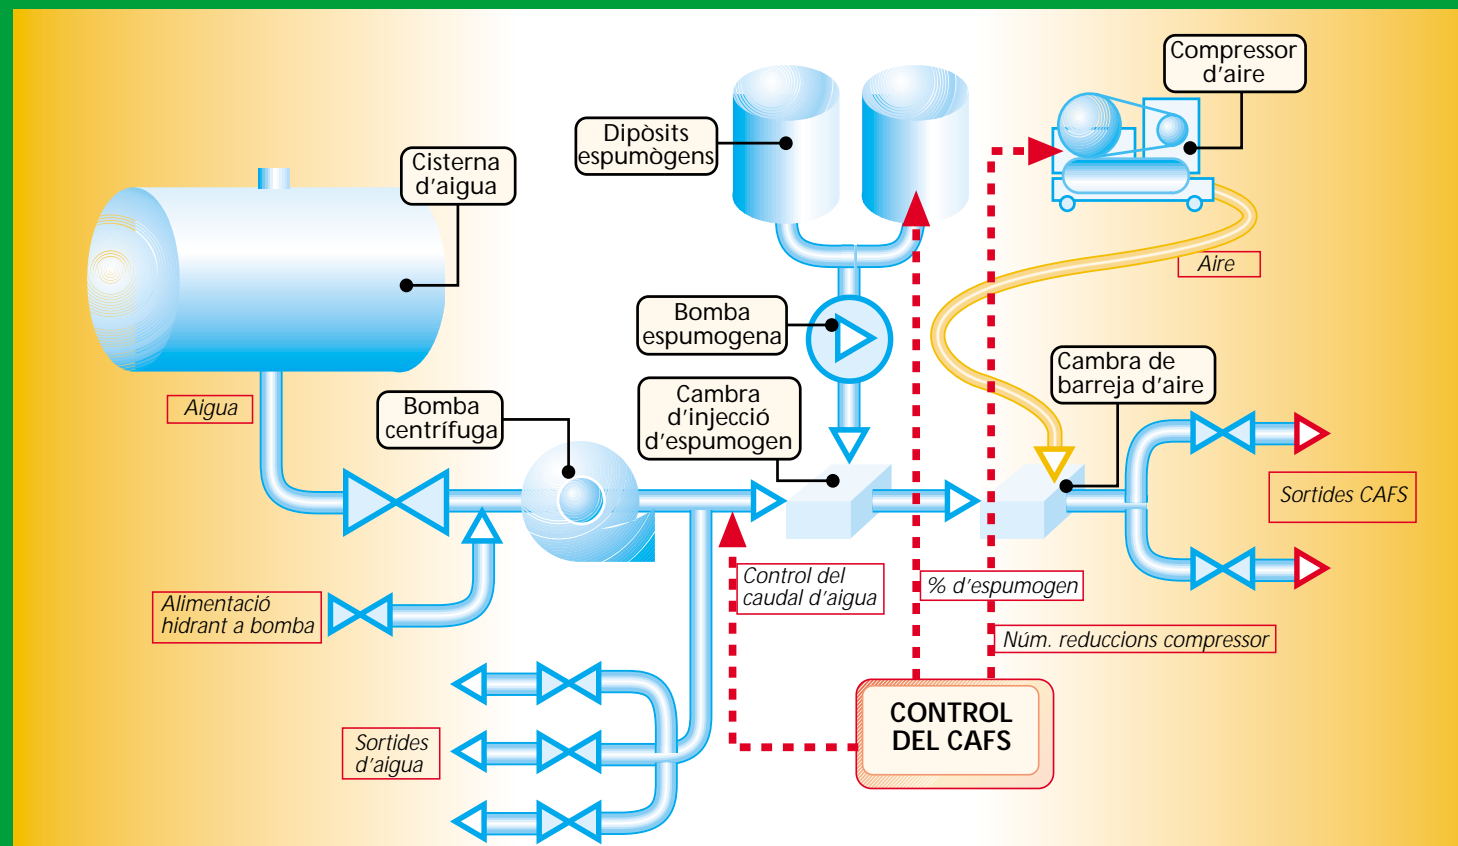 Compressor
d'aire
Dipòsits
espumògens
Cisterna
d'aigua
Aire
Bomba
espumogena
Cambra de
barreja d'aire
Aigua
Bomba
centrífuga
Cambra
d'injecció
d'espumogen
Sortides CAFS
Control del
caudal d'aigua
% d'espumogen
Alimentació
hidrant a bomba
Núm. reduccions compressor
CONTROL
DEL CAFS
Sortides
d'aigua